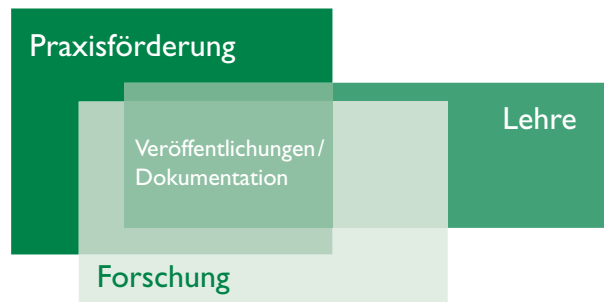 Praxisförderung
Lehre
Veröffentlichungen/
Dokumentation
Forschung